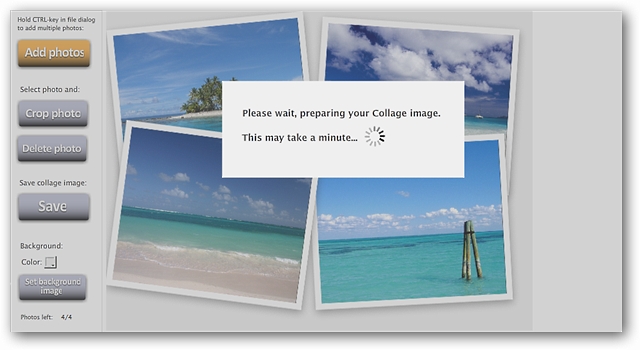 Hold CTRL-key in file dialog
to add multiple photos:
Add photos
Select photo and:
Crop photo
Delete photo
Save collage image:
Save
Background:
Color:
Set background
image
Photos left: 4/4
Please wait, preparing your Collage image.
This may take a minute...